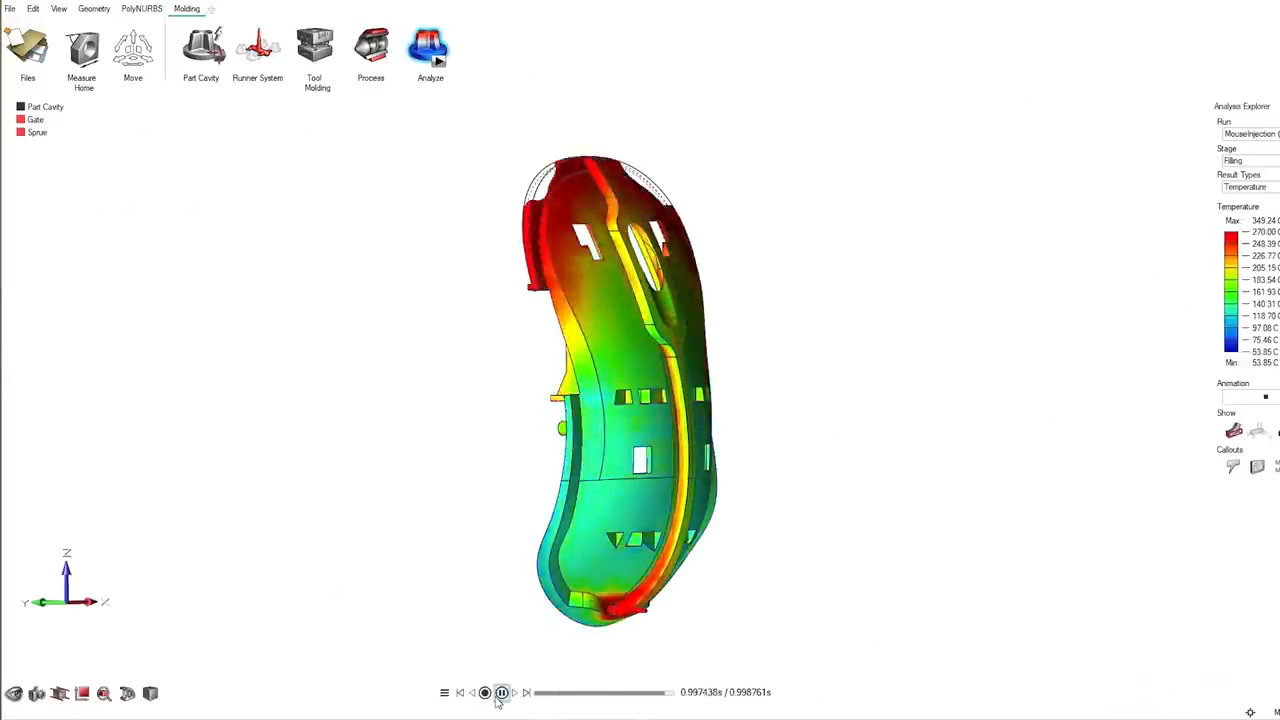 File Edit View Geometry PolyNURBS Molding
Files Measure Home Move Part Cavity Runner System Tool Molding Process Analyze
Part Cavity
Gate
Sprue
Analysis Explorer
Run
MouseInjection (
Stage
Filling
Result Types
Temperature
Temperature
Max: 349.24 C
270.00 C
248.39 C
226.77 C
205.15 C
183.54 C
161.93 C
140.31 C
118.70 C
97.08 C
75.46 C
53.85 C
Min: 53.85 C
Animation
Show
Callouts
M
M
Z
Y X
0.997438s / 0.998761s
M